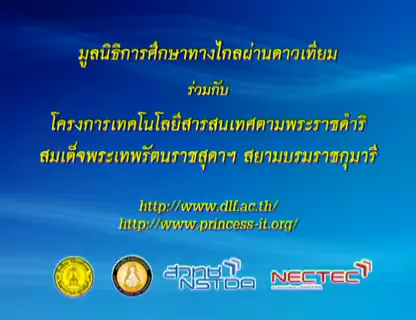 มูลนิธิการศึกษาทางไกลผ่านดาวเทียม
ร่วมกับ
โครงการเทคโนโลยีสารสนเทศตามพระราชดำริ
สมเด็จพระเทพรัตนราชสุดาฯ สยามบรมราชกุมารี
http://www.dlf.ac.th/
http://www.princess-it.org/
สวทช
NSTDA
NECTEC